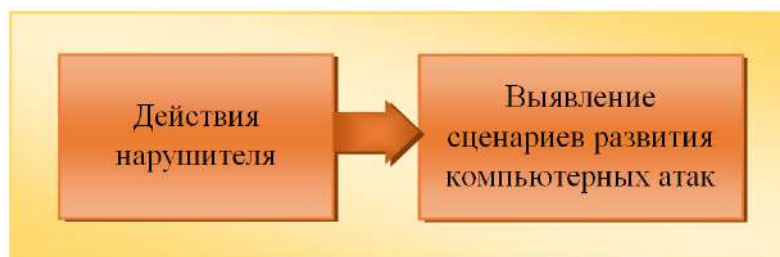 Действия
нарушителя
Выявление
сценариев развития
компьютерных атак